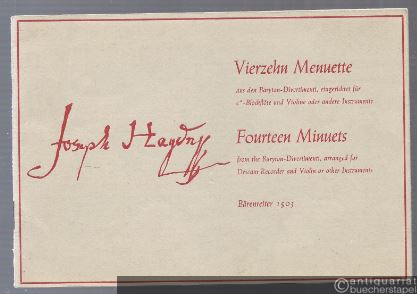 Joseph Haydn
Vierzehn Menuette
aus den Baryton-Divertimenti, eingerichtet für
c"-Blockflöte und Violine oder andere Instrumente
Fourteen Minuets
from the Baryton-Divertimenti, arranged for
Descant Recorder and Violin or other Instruments
Bärenreiter 1503
antiquariat
buecherstapel